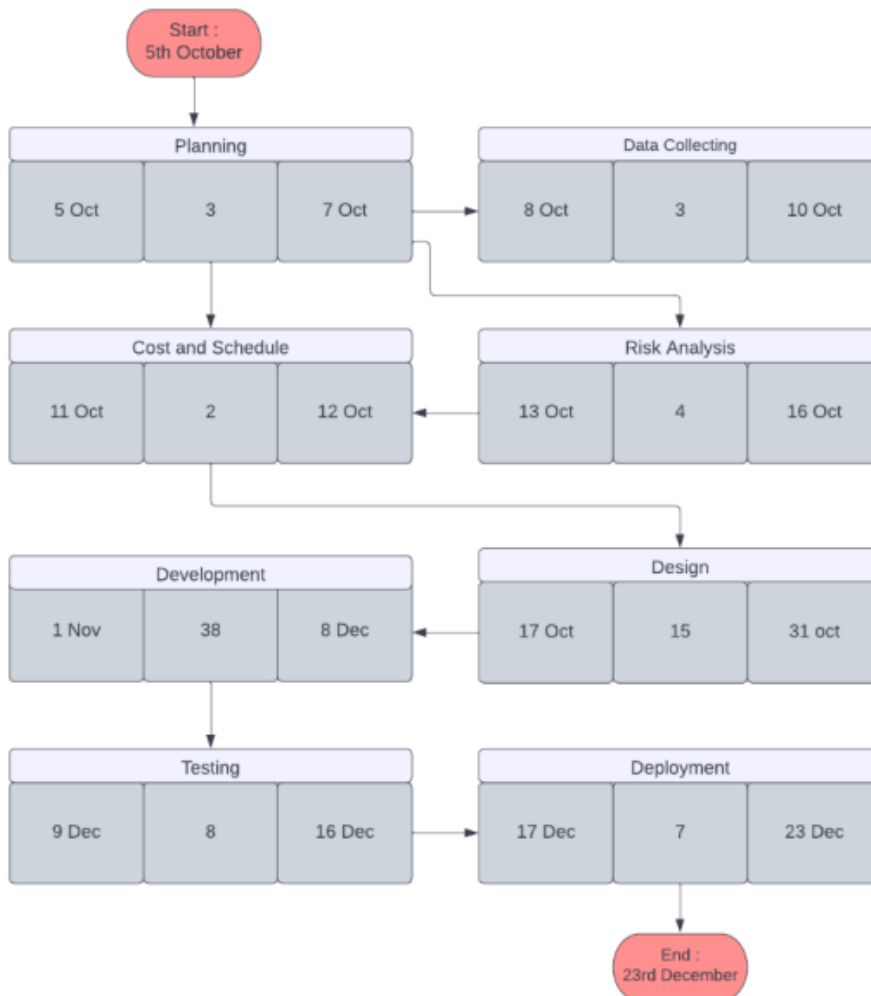 Start :
5th October
Planning
5 Oct 3 7 Oct
Data Collecting
8 Oct 3 10 Oct
Cost and Schedule
11 Oct 2 12 Oct
Risk Analysis
13 Oct 4 16 Oct
Design
17 Oct 15 31 oct
Development
1 Nov 38 8 Dec
Testing
9 Dec 8 16 Dec
Deployment
17 Dec 7 23 Dec
End :
23rd December